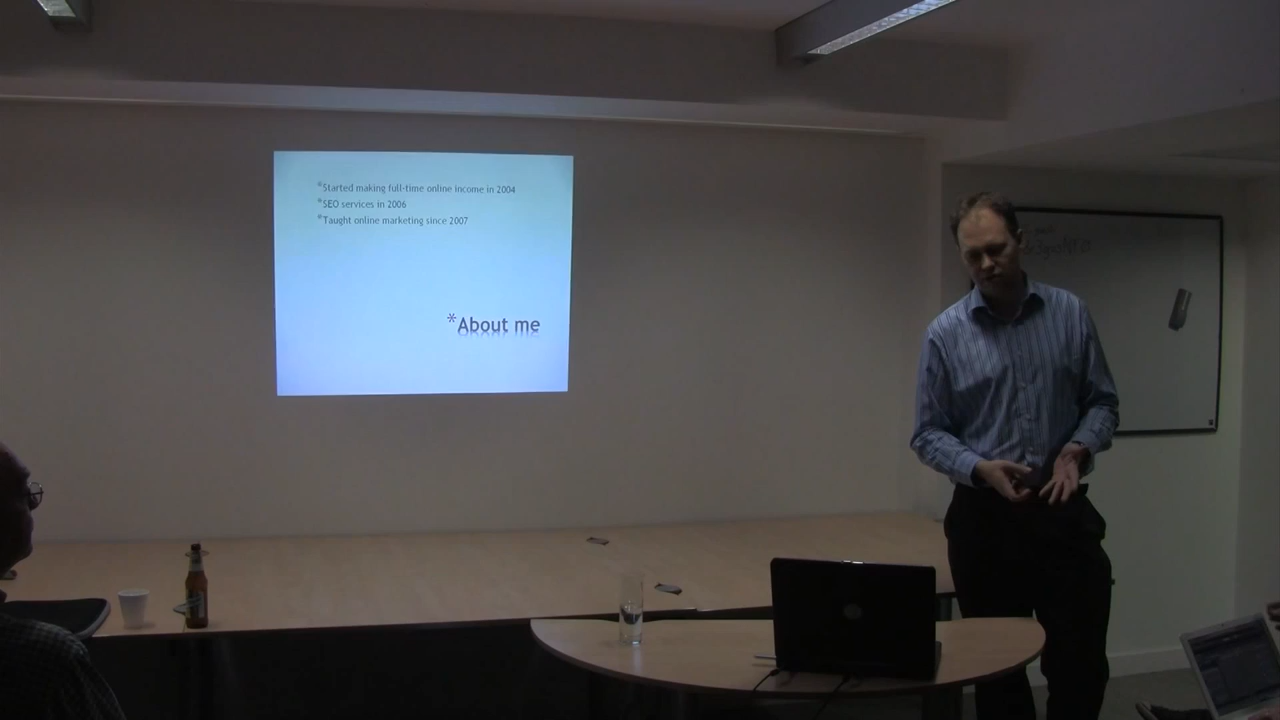 *Started making full-time online income in 2004
*SEO services in 2006
*Taught online marketing since 2007
*About me